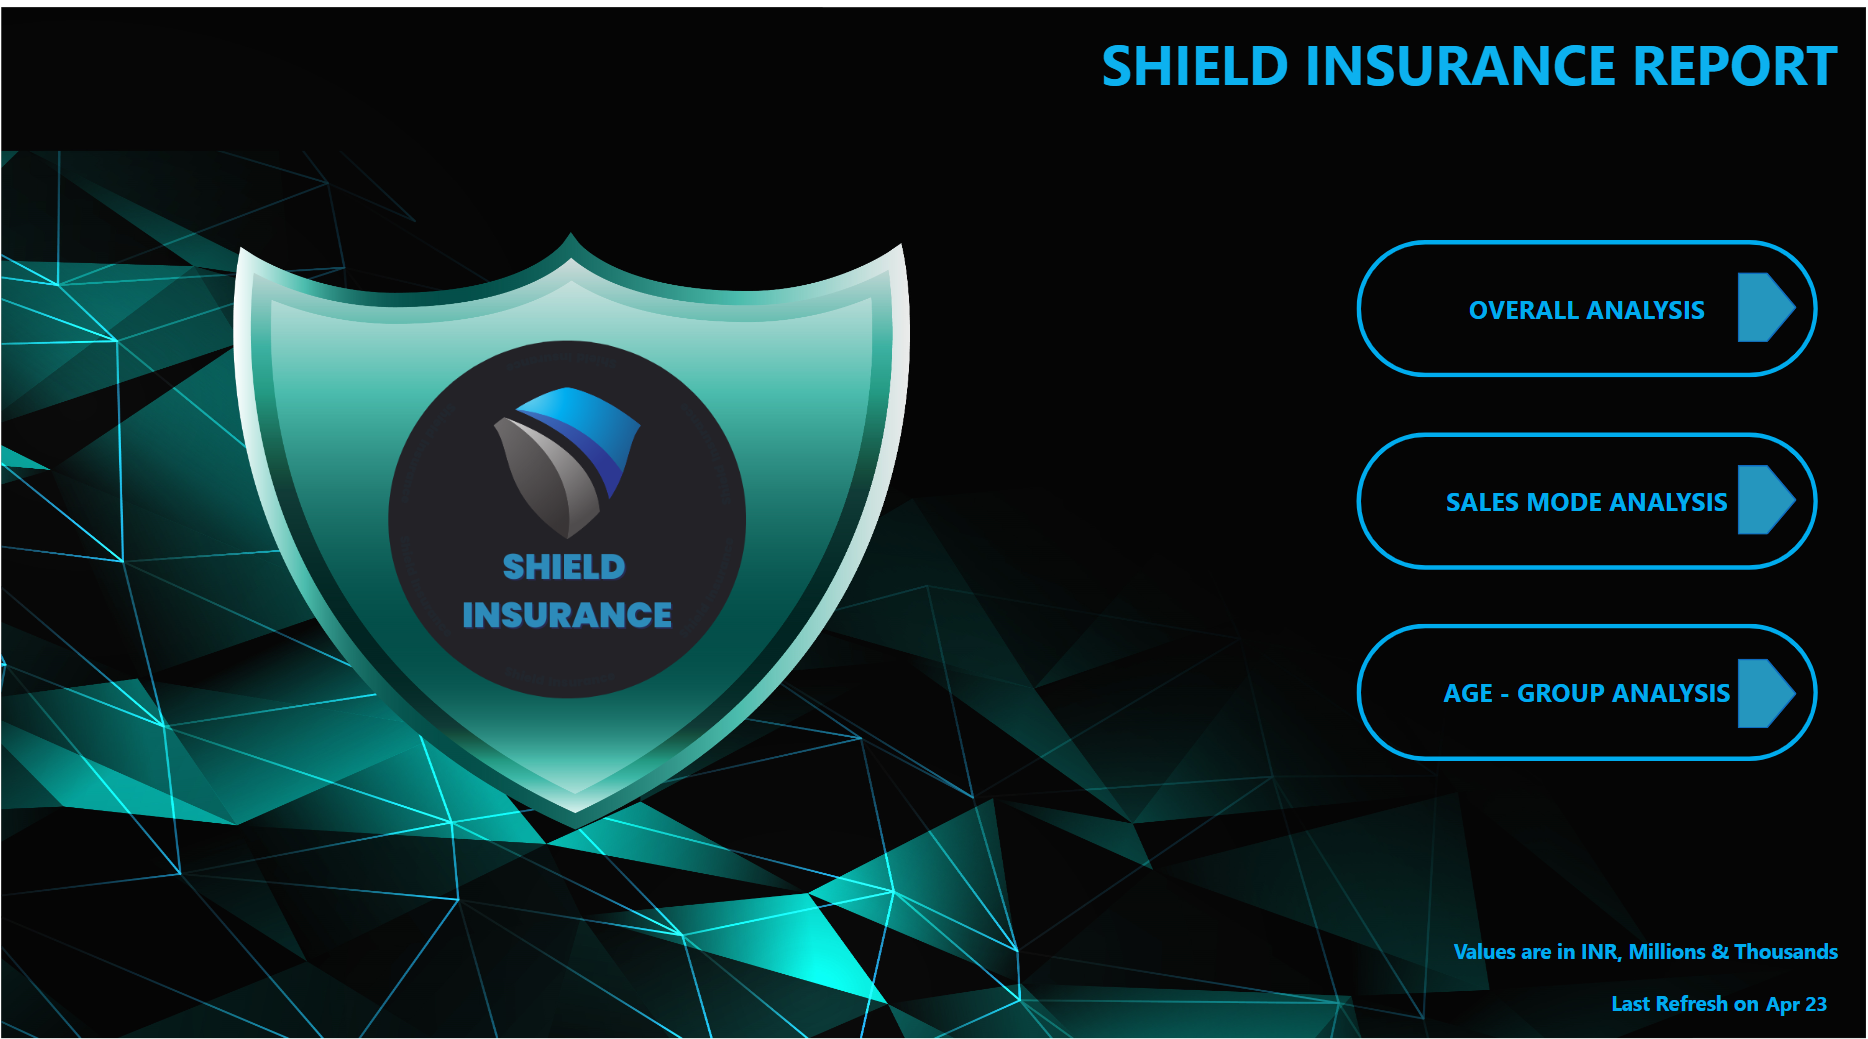 SHIELD INSURANCE REPORT
OVERALL ANALYSIS
SALES MODE ANALYSIS
AGE - GROUP ANALYSIS
SHIELD
INSURANCE
Values are in INR, Millions & Thousands
Last Refresh on Apr 23